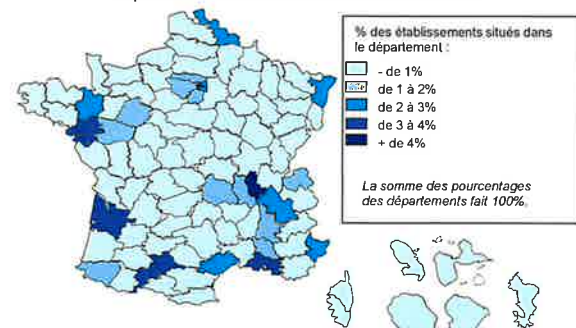 % des établissements situés dans
le département :
- de 1%
de 1 à 2%
de 2 à 3%
de 3 à 4%
+ de 4%
La somme des pourcentages
des départements fait 100%.